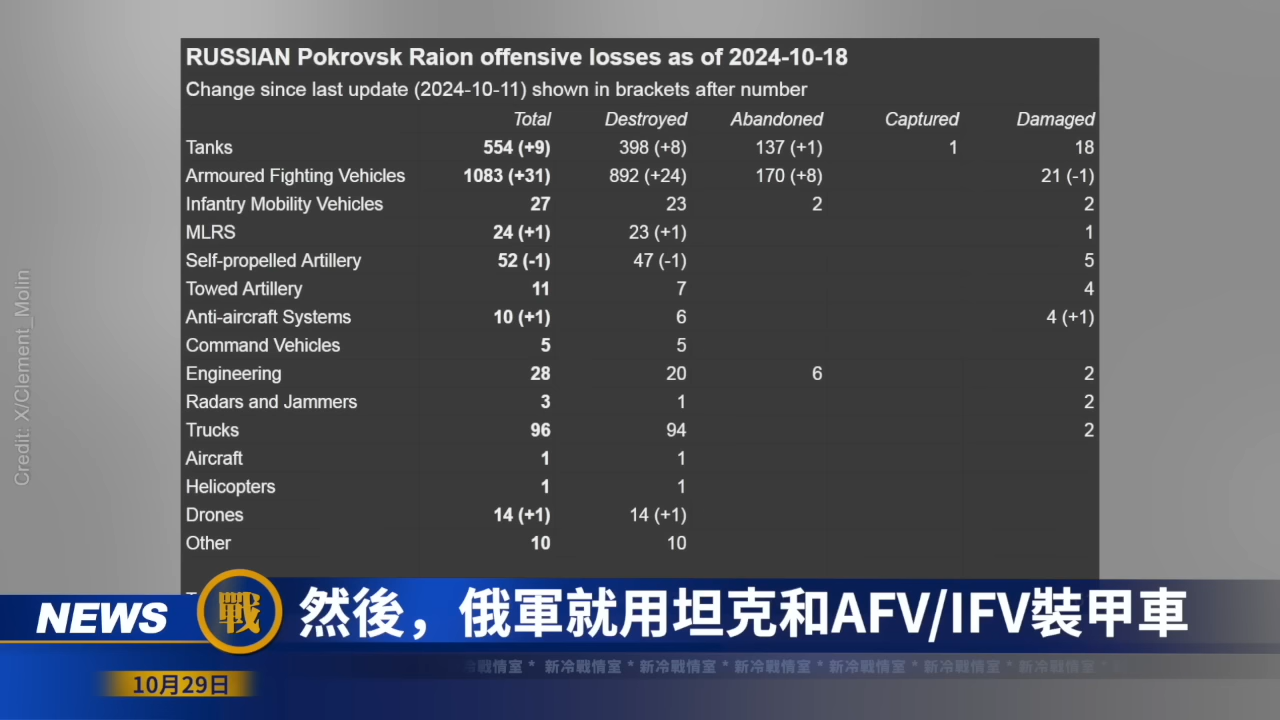 RUSSIAN Pokrovsk Raion offensive losses as of 2024-10-18
Change since last update (2024-10-11) shown in brackets after number
Total Destroyed Abandoned Captured Damaged
Tanks 554 (+9) 398 (+8) 137 (+1) 1 18
Armoured Fighting Vehicles 1083 (+31) 892 (+24) 170 (+8) 21 (-1)
Infantry Mobility Vehicles 27 23 2 2
MLRS 24 (+1) 23 (+1) 1
Self-propelled Artillery 52 (-1) 47 (-1) 5
Towed Artillery 11 7 4
Anti-aircraft Systems 10 (+1) 6 4 (+1)
Command Vehicles 5 5
Engineering 28 20 6 2
Radars and Jammers 3 1 2
Trucks 96 94 2
Aircraft 1 1
Helicopters 1 1
Drones 14 (+1) 14 (+1)
Other 10 10
Credit: X/Clement_Molin
NEWS 戰 然後，俄軍就用坦克和AFV/IFV裝甲車
戰情室 * 新冷戰情室 * 新冷戰情室 * 新冷戰情室 * 新冷戰情室 * 新冷戰情室 * 新冷戰情室 *
10月29日